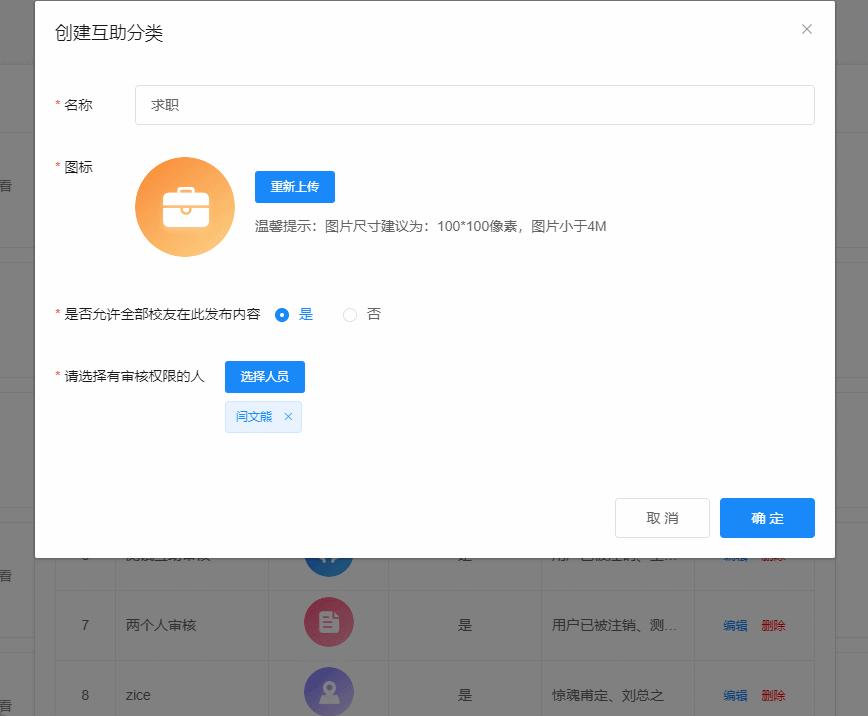 创建互助分类
* 名称
求职
* 图标
重新上传
温馨提示：图片尺寸建议为：100*100像素，图片小于4M
* 是否允许全部校友在此发布内容 是 否
* 请选择有审核权限的人 选择人员
闫文熊 ×
取 消 确 定
看
看
7 两个人审核 是 用户已被注销、测... 编辑 删除
8 zice 是 惊魂甫定、刘总之 编辑 删除
看